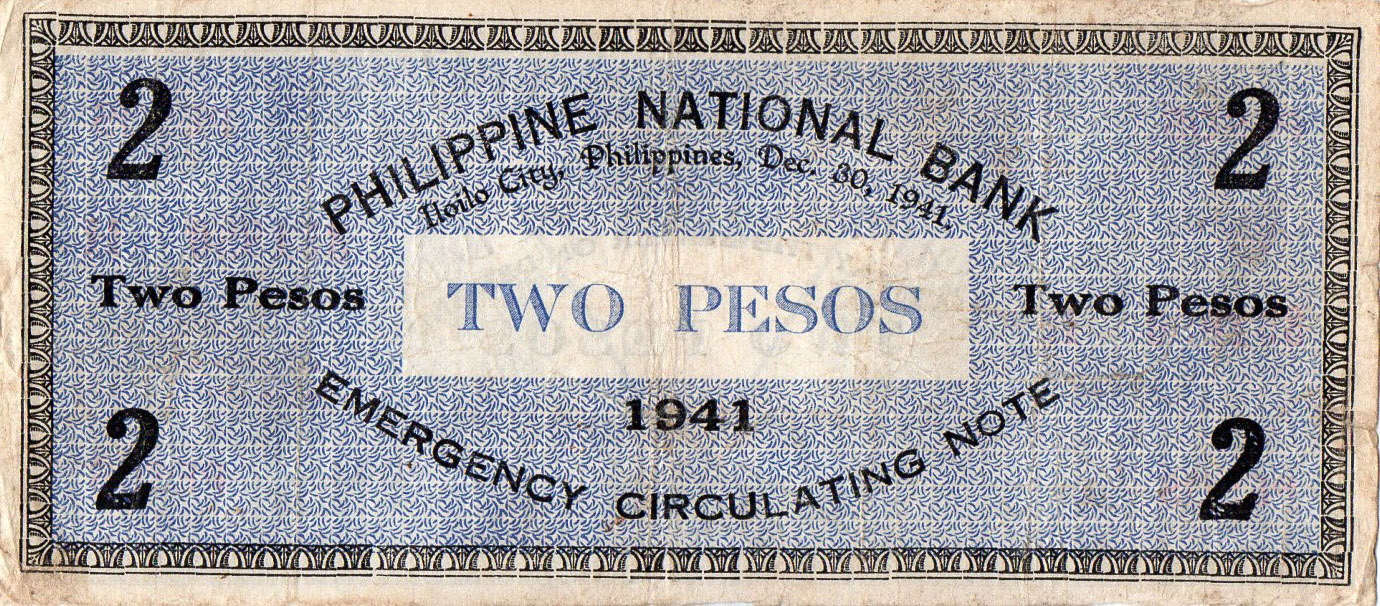 2 2
PHILIPPINE NATIONAL BANK
Iloilo City, Philippines, Dec. 30, 1941.
Two Pesos TWO PESOS Two Pesos
1941
EMERGENCY CIRCULATING NOTE
2 2